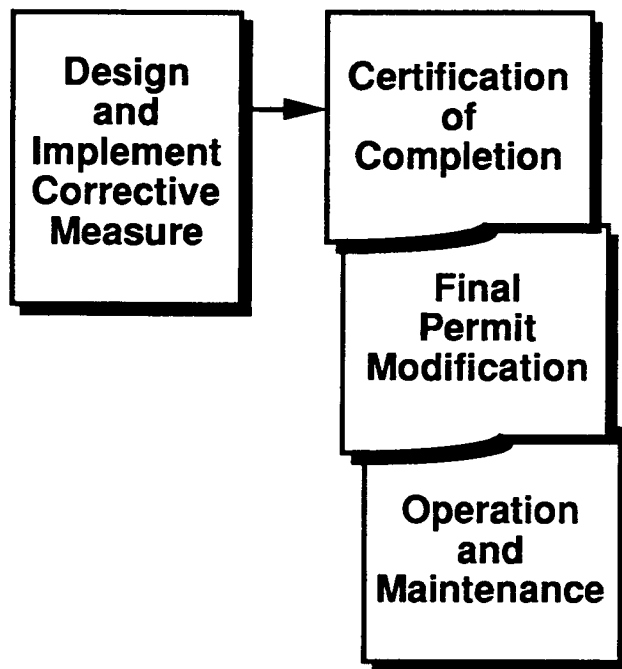 Design
and
Implement
Corrective
Measure
Certification
of
Completion
Final
Permit
Modification
Operation
and
Maintenance